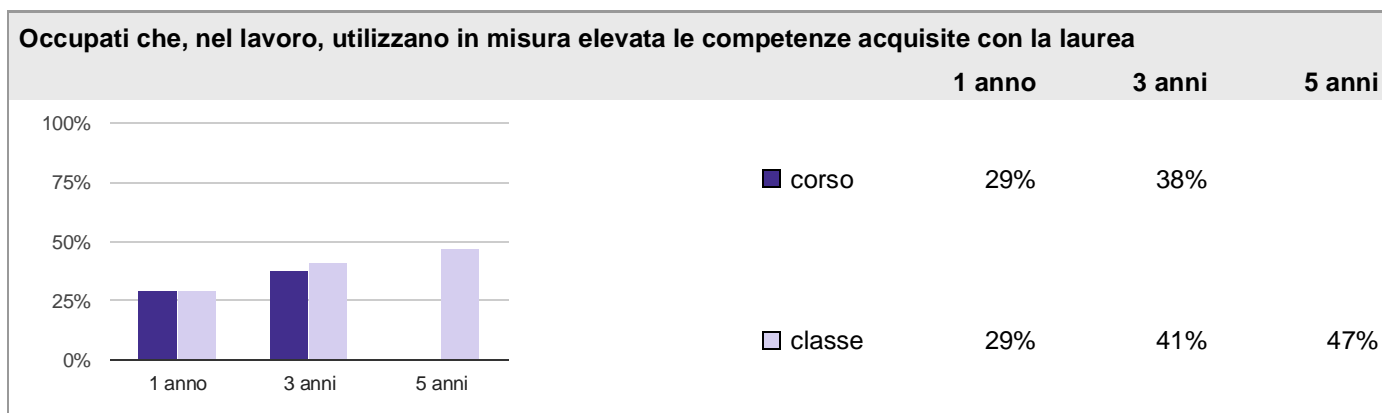 Occupati che, nel lavoro, utilizzano in misura elevata le competenze acquisite con la laurea
1 anno 3 anni 5 anni
100%
75%
50%
25%
0%
1 anno 3 anni 5 anni
corso 29% 38%
classe 29% 41% 47%